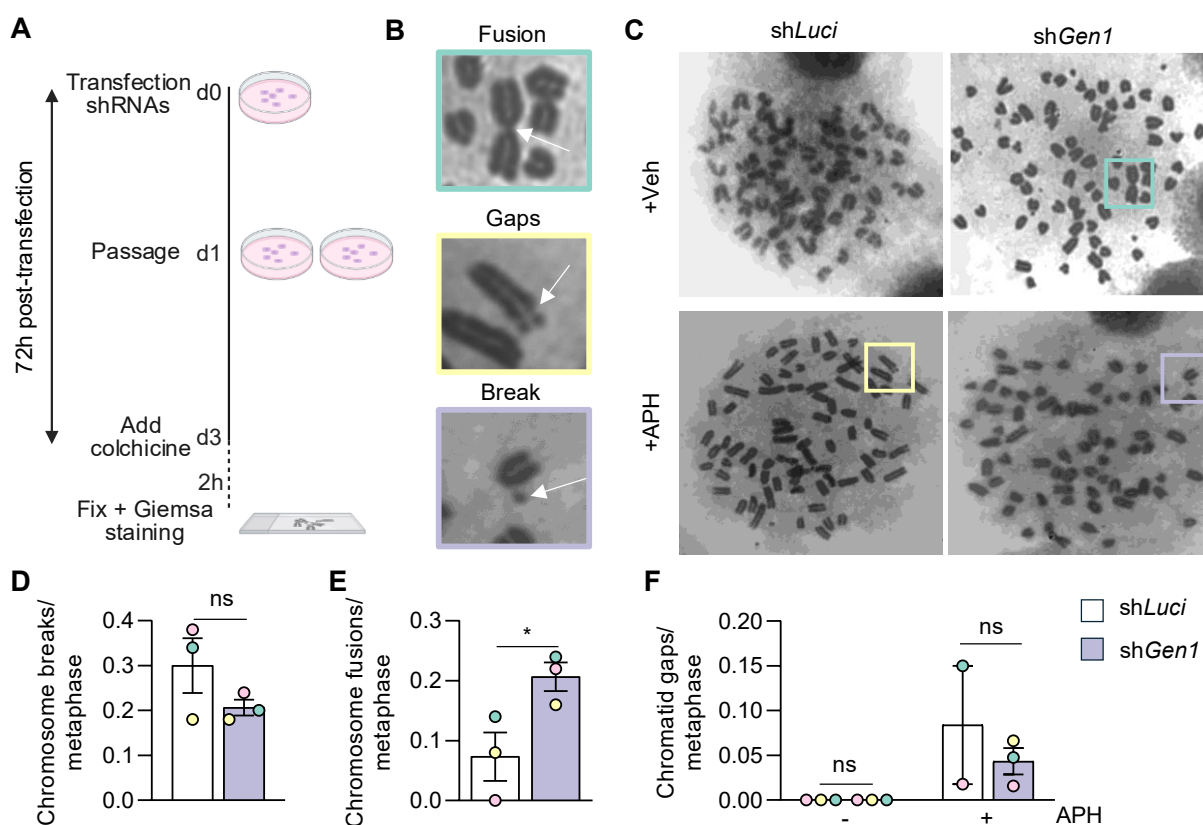 A
Transfection
shRNAs
d0
Passage
d1
Add
colchicine
d3
2h
Fix + Giemsa
staining
72h post-transfection
B
Fusion
Gaps
Break
C
shLuci
shGen1
+Veh
+APH
D
Chromosome breaks/
metaphase
0.4
0.3
0.2
0.1
0.0
ns
E
Chromosome fusions/
metaphase
0.3
0.2
0.1
0.0
*
F
Chromatid gaps/
metaphase
0.20
0.15
0.10
0.05
0.00
ns
ns
-
+
APH
shLuci
shGen1